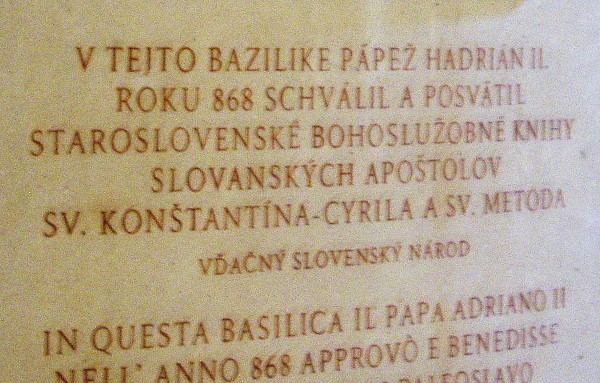 V TEJTO BAZILIKE PÁPEŽ HADRIÁN II.
ROKU 868 SCHVÁLIL A POSVÄTIL
STAROSLOVENSKÉ BOHOSLUŽOBNÉ KNIHY
SLOVANSKÝCH APOŠTOLOV
SV. KONŠTANTÍNA-CYRILA A SV. METODA
VĎAČNÝ SLOVENSKÝ NÁROD
IN QUESTA BASILICA IL PAPA ADRIANO II
NELL' ANNO 868 APPROVÒ E BENEDISSE
PALEOSLAVO